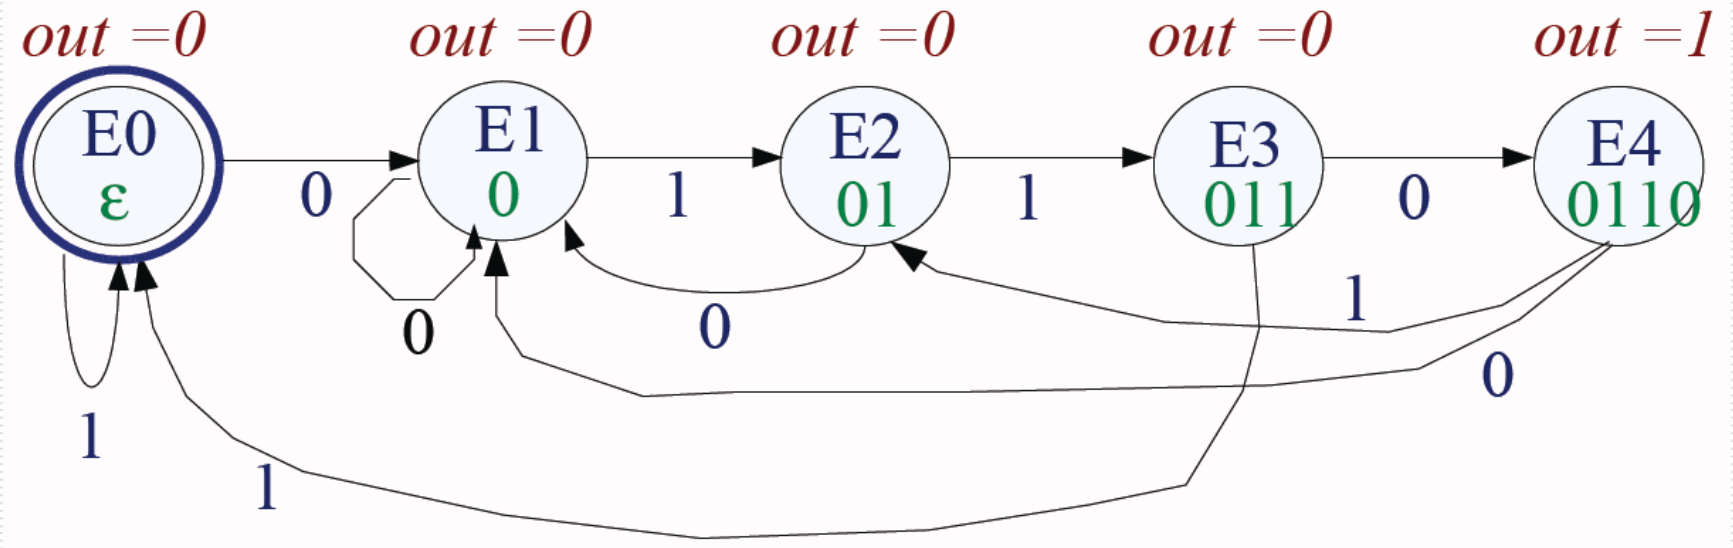 out =0 out =0 out =0 out =0 out =1
E0 E1 E2 E3 E4
ε 0 01 011 0110
0 1 1 0
0 0 1 0
1 1